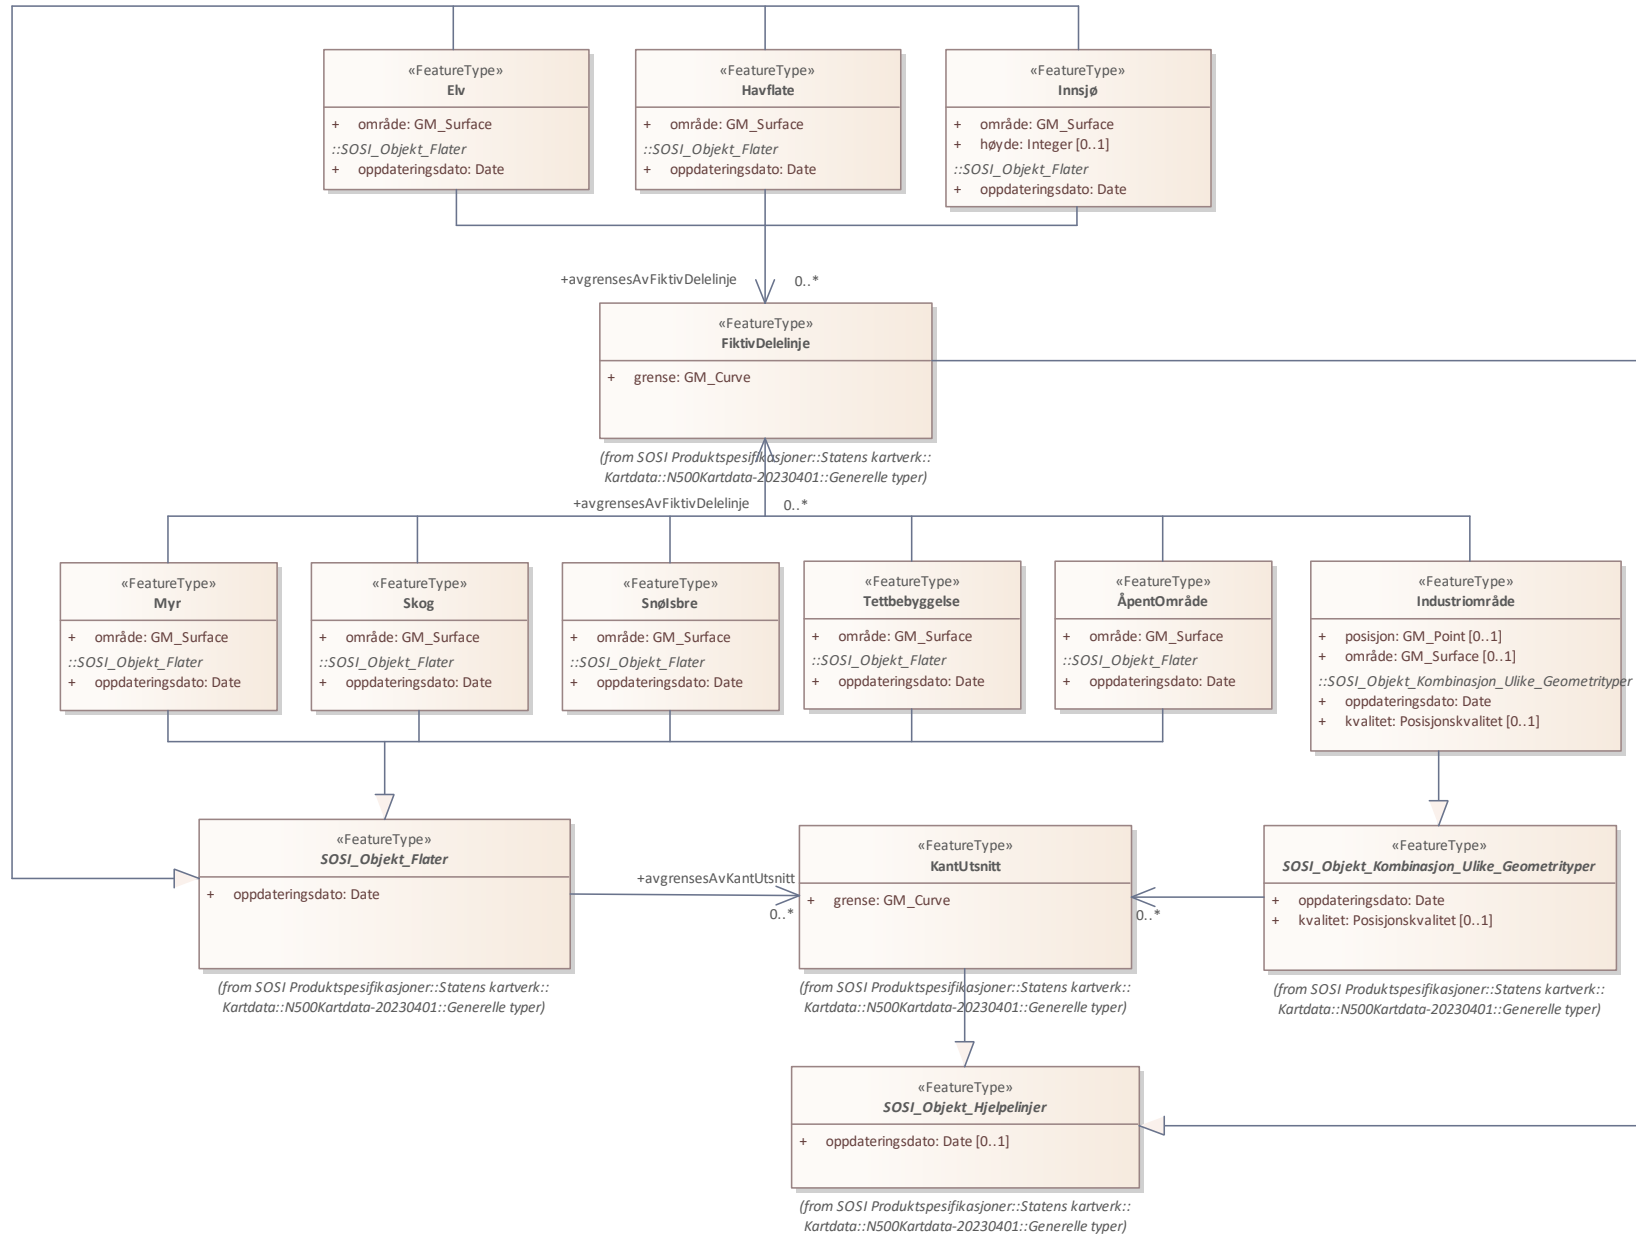 «FeatureType»
Elv
+ område: GM_Surface
::SOSI_Objekt_Flater
+ oppdateringsdato: Date
«FeatureType»
Havflate
+ område: GM_Surface
::SOSI_Objekt_Flater
+ oppdateringsdato: Date
«FeatureType»
Innsjø
+ område: GM_Surface
+ høyde: Integer [0..1]
::SOSI_Objekt_Flater
+ oppdateringsdato: Date
+avgrensesAvFiktivDelelinje 0..*
«FeatureType»
FiktivDelelinje
+ grense: GM_Curve
(from SOSI Produktspesifikasjoner::Statens kartverk::
Kartdata::N500Kartdata-20230401::Generelle typer)
+avgrensesAvFiktivDelelinje 0..*
«FeatureType»
Myr
+ område: GM_Surface
::SOSI_Objekt_Flater
+ oppdateringsdato: Date
«FeatureType»
Skog
+ område: GM_Surface
::SOSI_Objekt_Flater
+ oppdateringsdato: Date
«FeatureType»
SnøIsbre
+ område: GM_Surface
::SOSI_Objekt_Flater
+ oppdateringsdato: Date
«FeatureType»
Tettbebyggelse
+ område: GM_Surface
::SOSI_Objekt_Flater
+ oppdateringsdato: Date
«FeatureType»
ÅpentOmråde
+ område: GM_Surface
::SOSI_Objekt_Flater
+ oppdateringsdato: Date
«FeatureType»
Industriområde
+ posisjon: GM_Point [0..1]
+ område: GM_Surface [0..1]
::SOSI_Objekt_Kombinasjon_Ulike_Geometrityper
+ oppdateringsdato: Date
+ kvalitet: Posisjonskvalitet [0..1]
«FeatureType»
SOSI_Objekt_Flater
+ oppdateringsdato: Date
(from SOSI Produktspesifikasjoner::Statens kartverk::
Kartdata::N500Kartdata-20230401::Generelle typer)
+avgrensesAvKantUtsnitt
0..*
«FeatureType»
KantUtsnitt
+ grense: GM_Curve
(from SOSI Produktspesifikasjoner::Statens kartverk::
Kartdata::N500Kartdata-20230401::Generelle typer)
0..*
«FeatureType»
SOSI_Objekt_Kombinasjon_Ulike_Geometrityper
+ oppdateringsdato: Date
+ kvalitet: Posisjonskvalitet [0..1]
(from SOSI Produktspesifikasjoner::Statens kartverk::
Kartdata::N500Kartdata-20230401::Generelle typer)
«FeatureType»
SOSI_Objekt_Hjelpelinjer
+ oppdateringsdato: Date [0..1]
(from SOSI Produktspesifikasjoner::Statens kartverk::
Kartdata::N500Kartdata-20230401::Generelle typer)